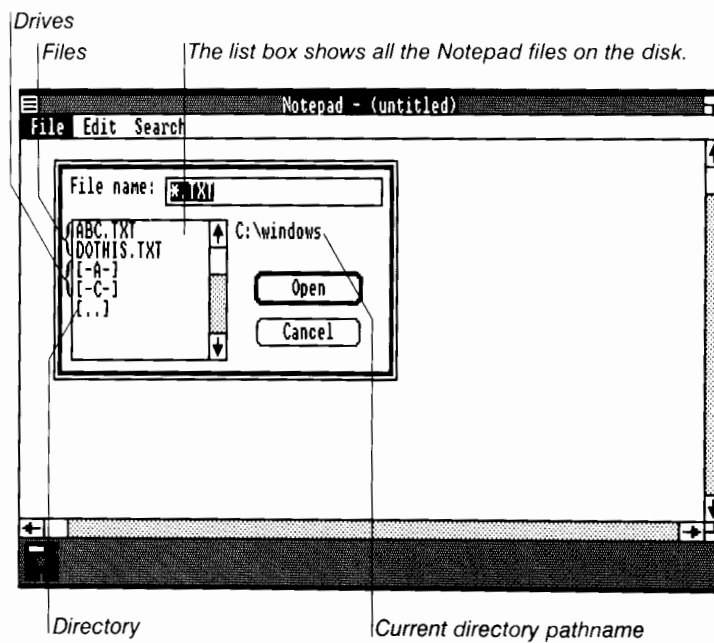 Drives
Files
The list box shows all the Notepad files on the disk.
Notepad - (untitled)
File Edit Search
File name: *.TXT
ABC.TXT
DOTHIS.TXT
[-A-]
[-C-]
[..]
C:\windows
Open
Cancel
Directory
Current directory pathname